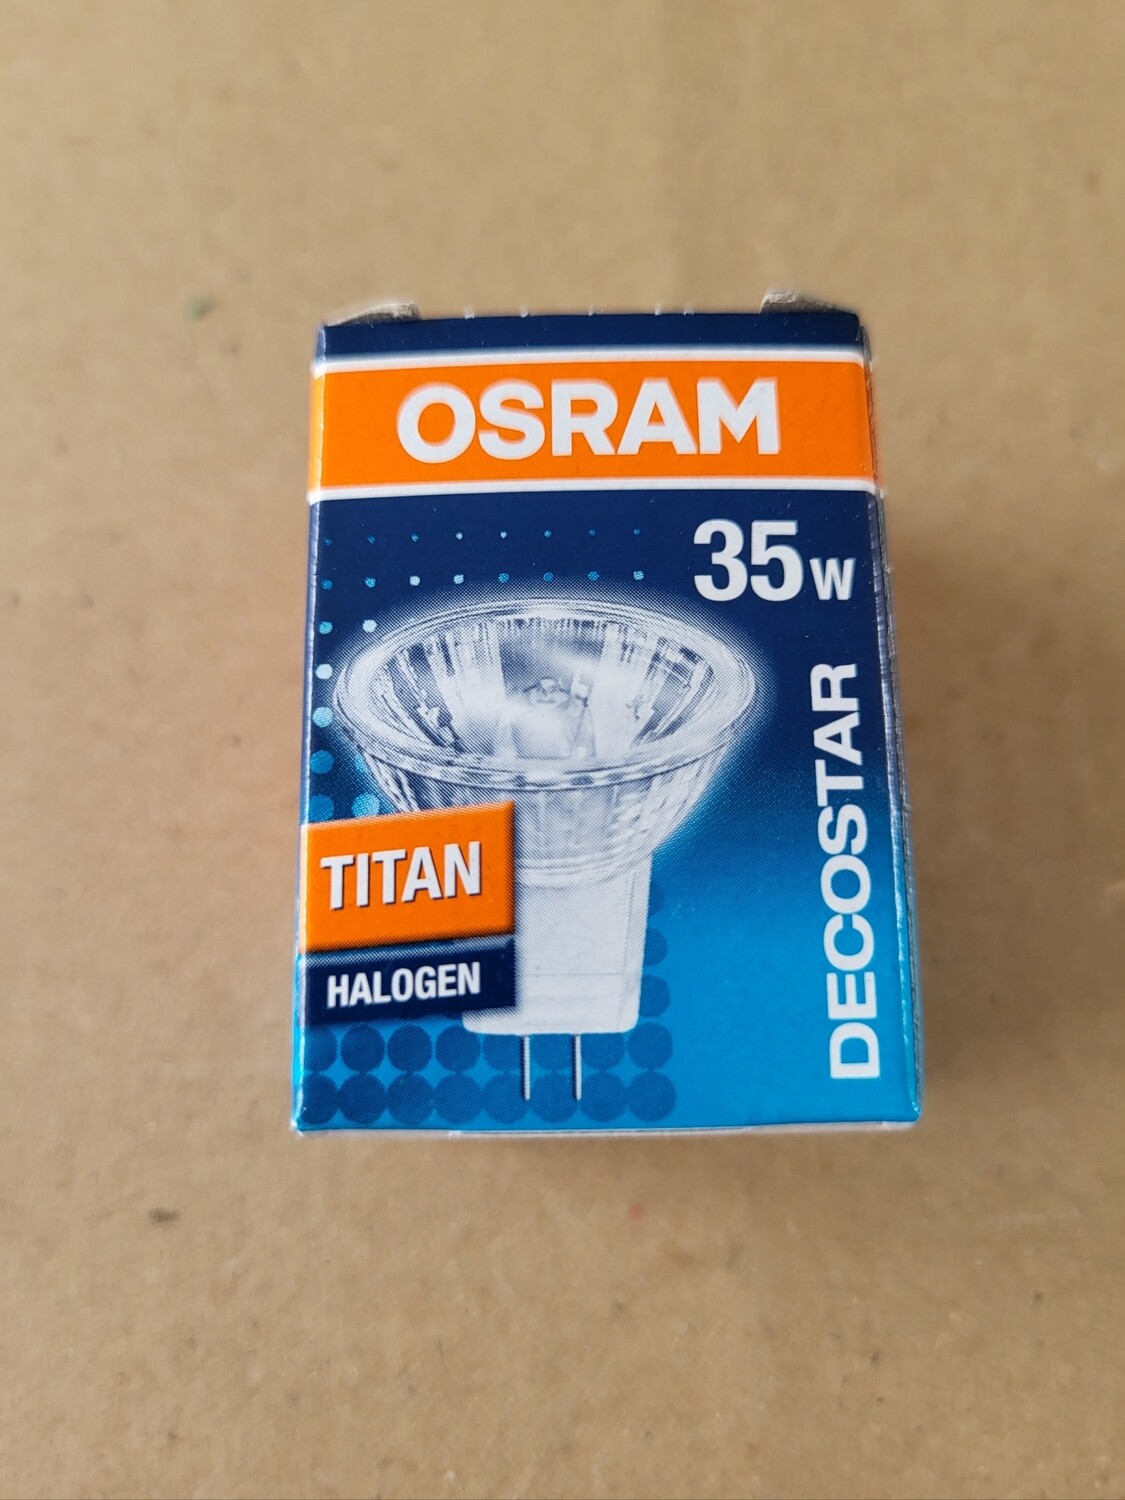 OSRAM
35W
DECOSTAR
TITAN
HALOGEN